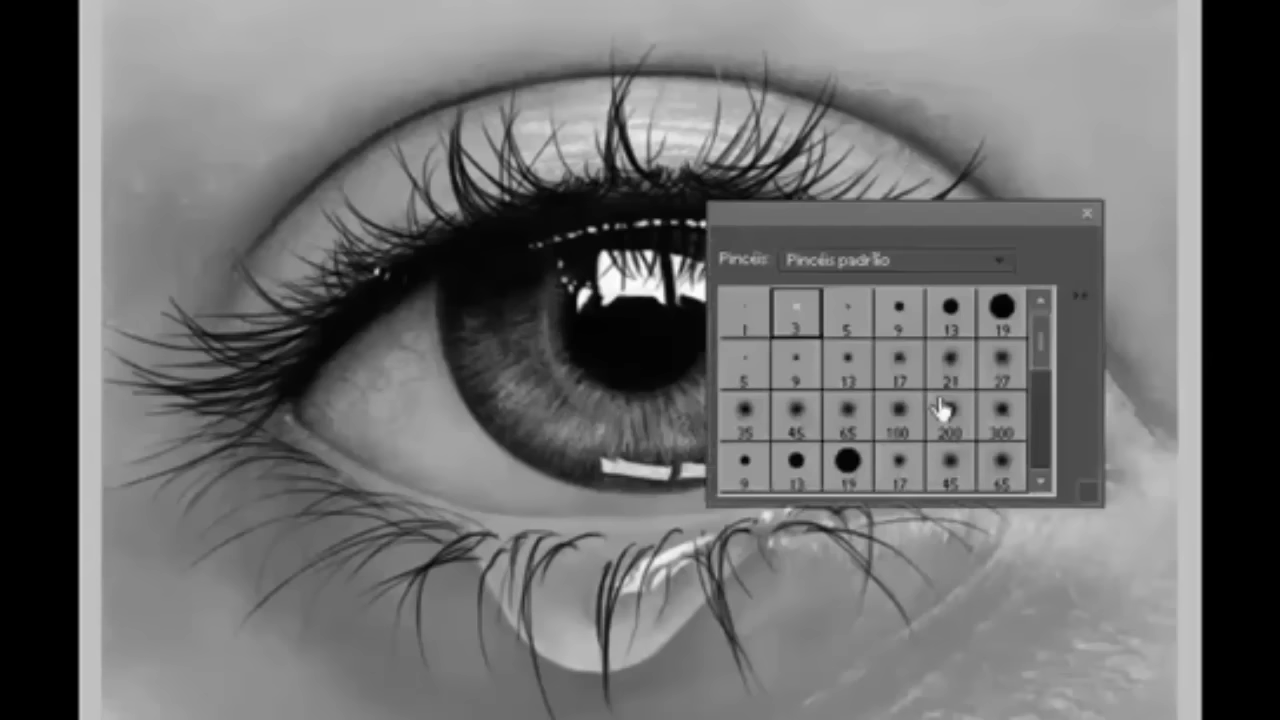 Pincéis: Pincéis padrão
1 3 5 9 13 19
5 9 13 17 21 27
35 45 65 100 200 300
9 13 19 17 45 65